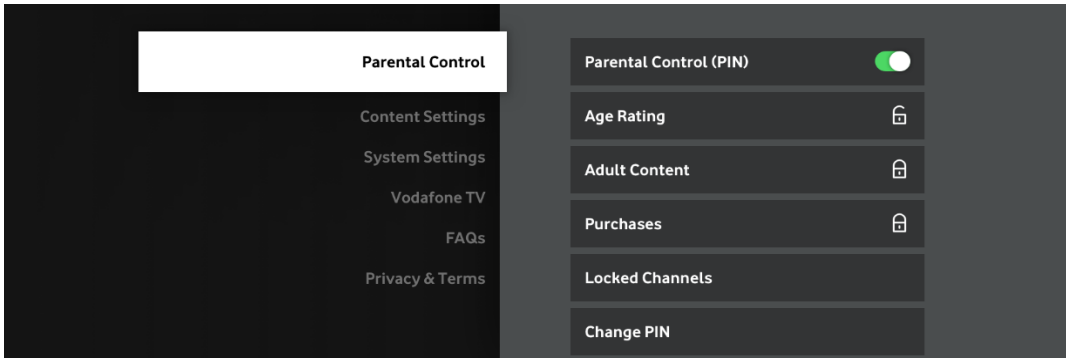 Parental Control
Content Settings
System Settings
Vodafone TV
FAQs
Privacy & Terms
Parental Control (PIN)
Age Rating
Adult Content
Purchases
Locked Channels
Change PIN